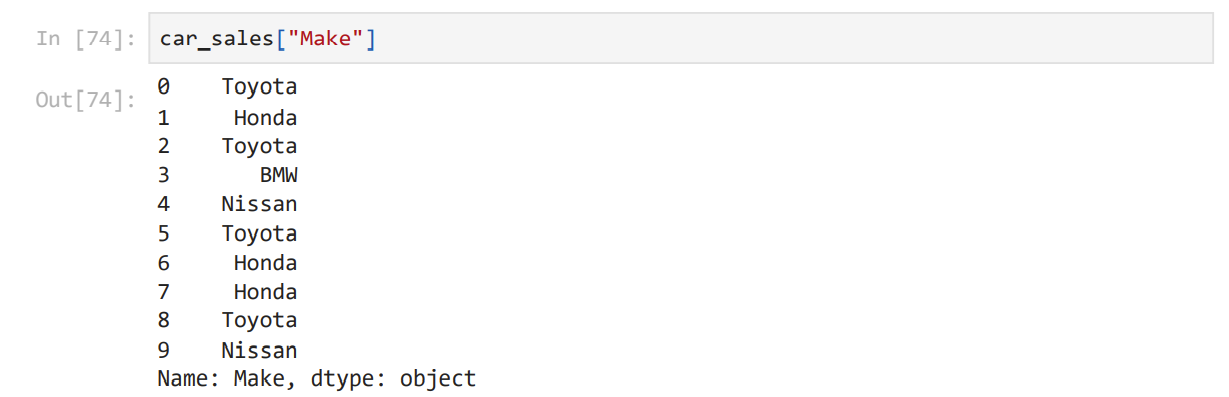 In [74]: car_sales["Make"]
Out[74]:
0    Toyota
1     Honda
2    Toyota
3       BMW
4    Nissan
5    Toyota
6     Honda
7     Honda
8    Toyota
9    Nissan
Name: Make, dtype: object